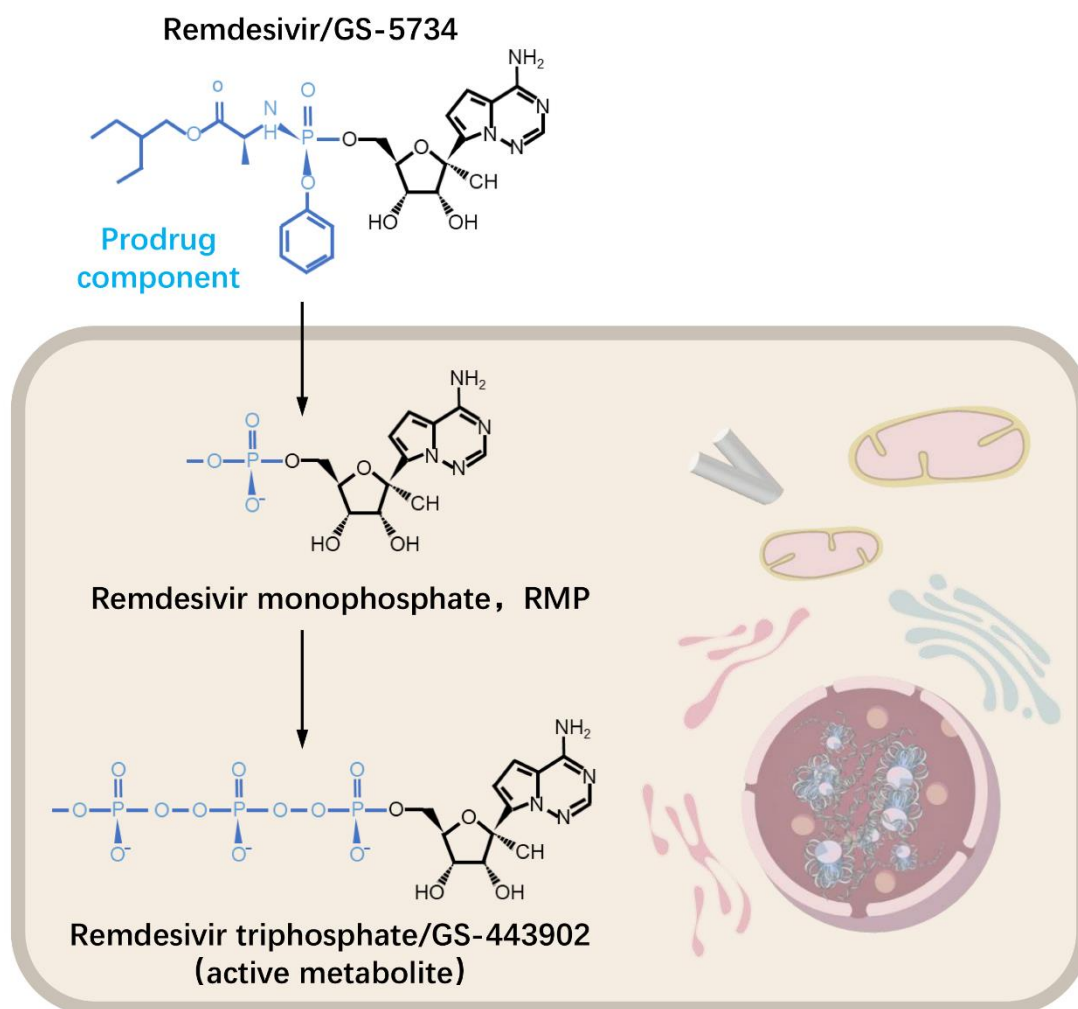 Remdesivir/GS-5734
NH₂
O
O
N
H
O
P
O
O
N
N
N
O
CH
HO
OH
Prodrug
component
NH₂
O
O
P
O
O⁻
N
N
N
O
CH
HO
OH
Remdesivir monophosphate，RMP
NH₂
O
O
O
O
P
O
O
P
O
O
P
O
O⁻
O⁻
O⁻
N
N
N
O
CH
HO
OH
Remdesivir triphosphate/GS-443902
(active metabolite)